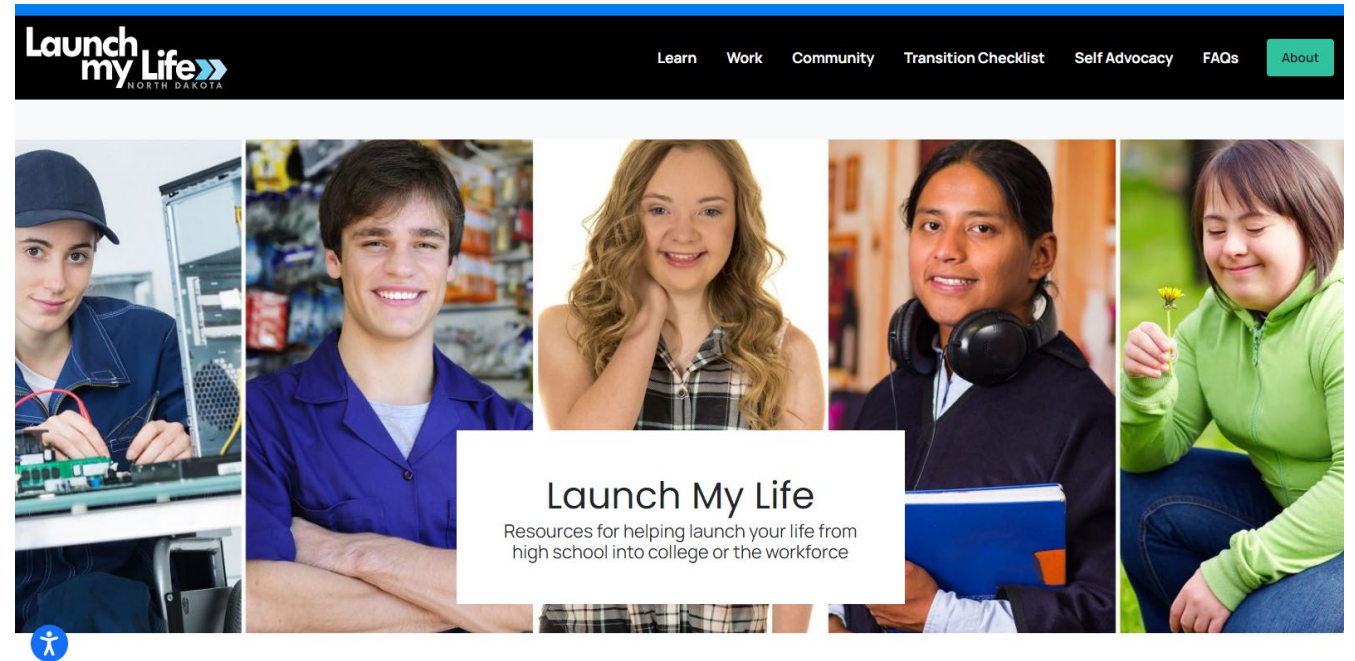 Launch
my Life
NORTH DAKOTA
Learn Work Community Transition Checklist Self Advocacy FAQs About
Launch My Life
Resources for helping launch your life from
high school into college or the workforce